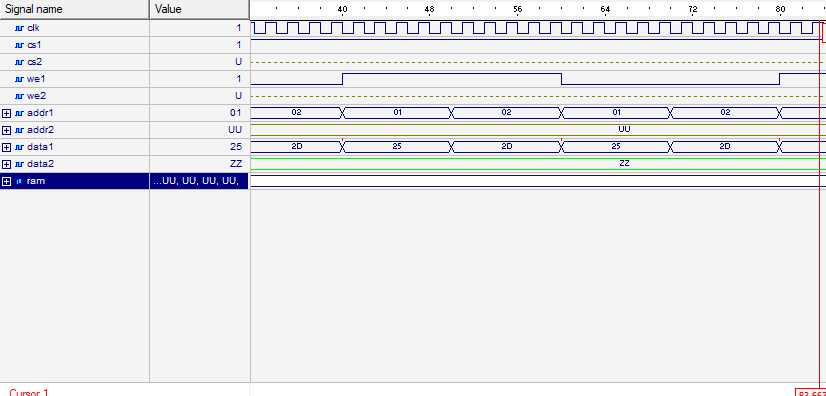 Signal name Value 40 48 56 64 72 80
clk 1
cs1 1
cs2 U
we1 1
we2 U
addr1 01 02 01 02 01 02
addr2 UU UU
data1 25 2D 25 2D 25 2D
data2 ZZ ZZ
ram ...UU, UU, UU, UU,
Cursor 1